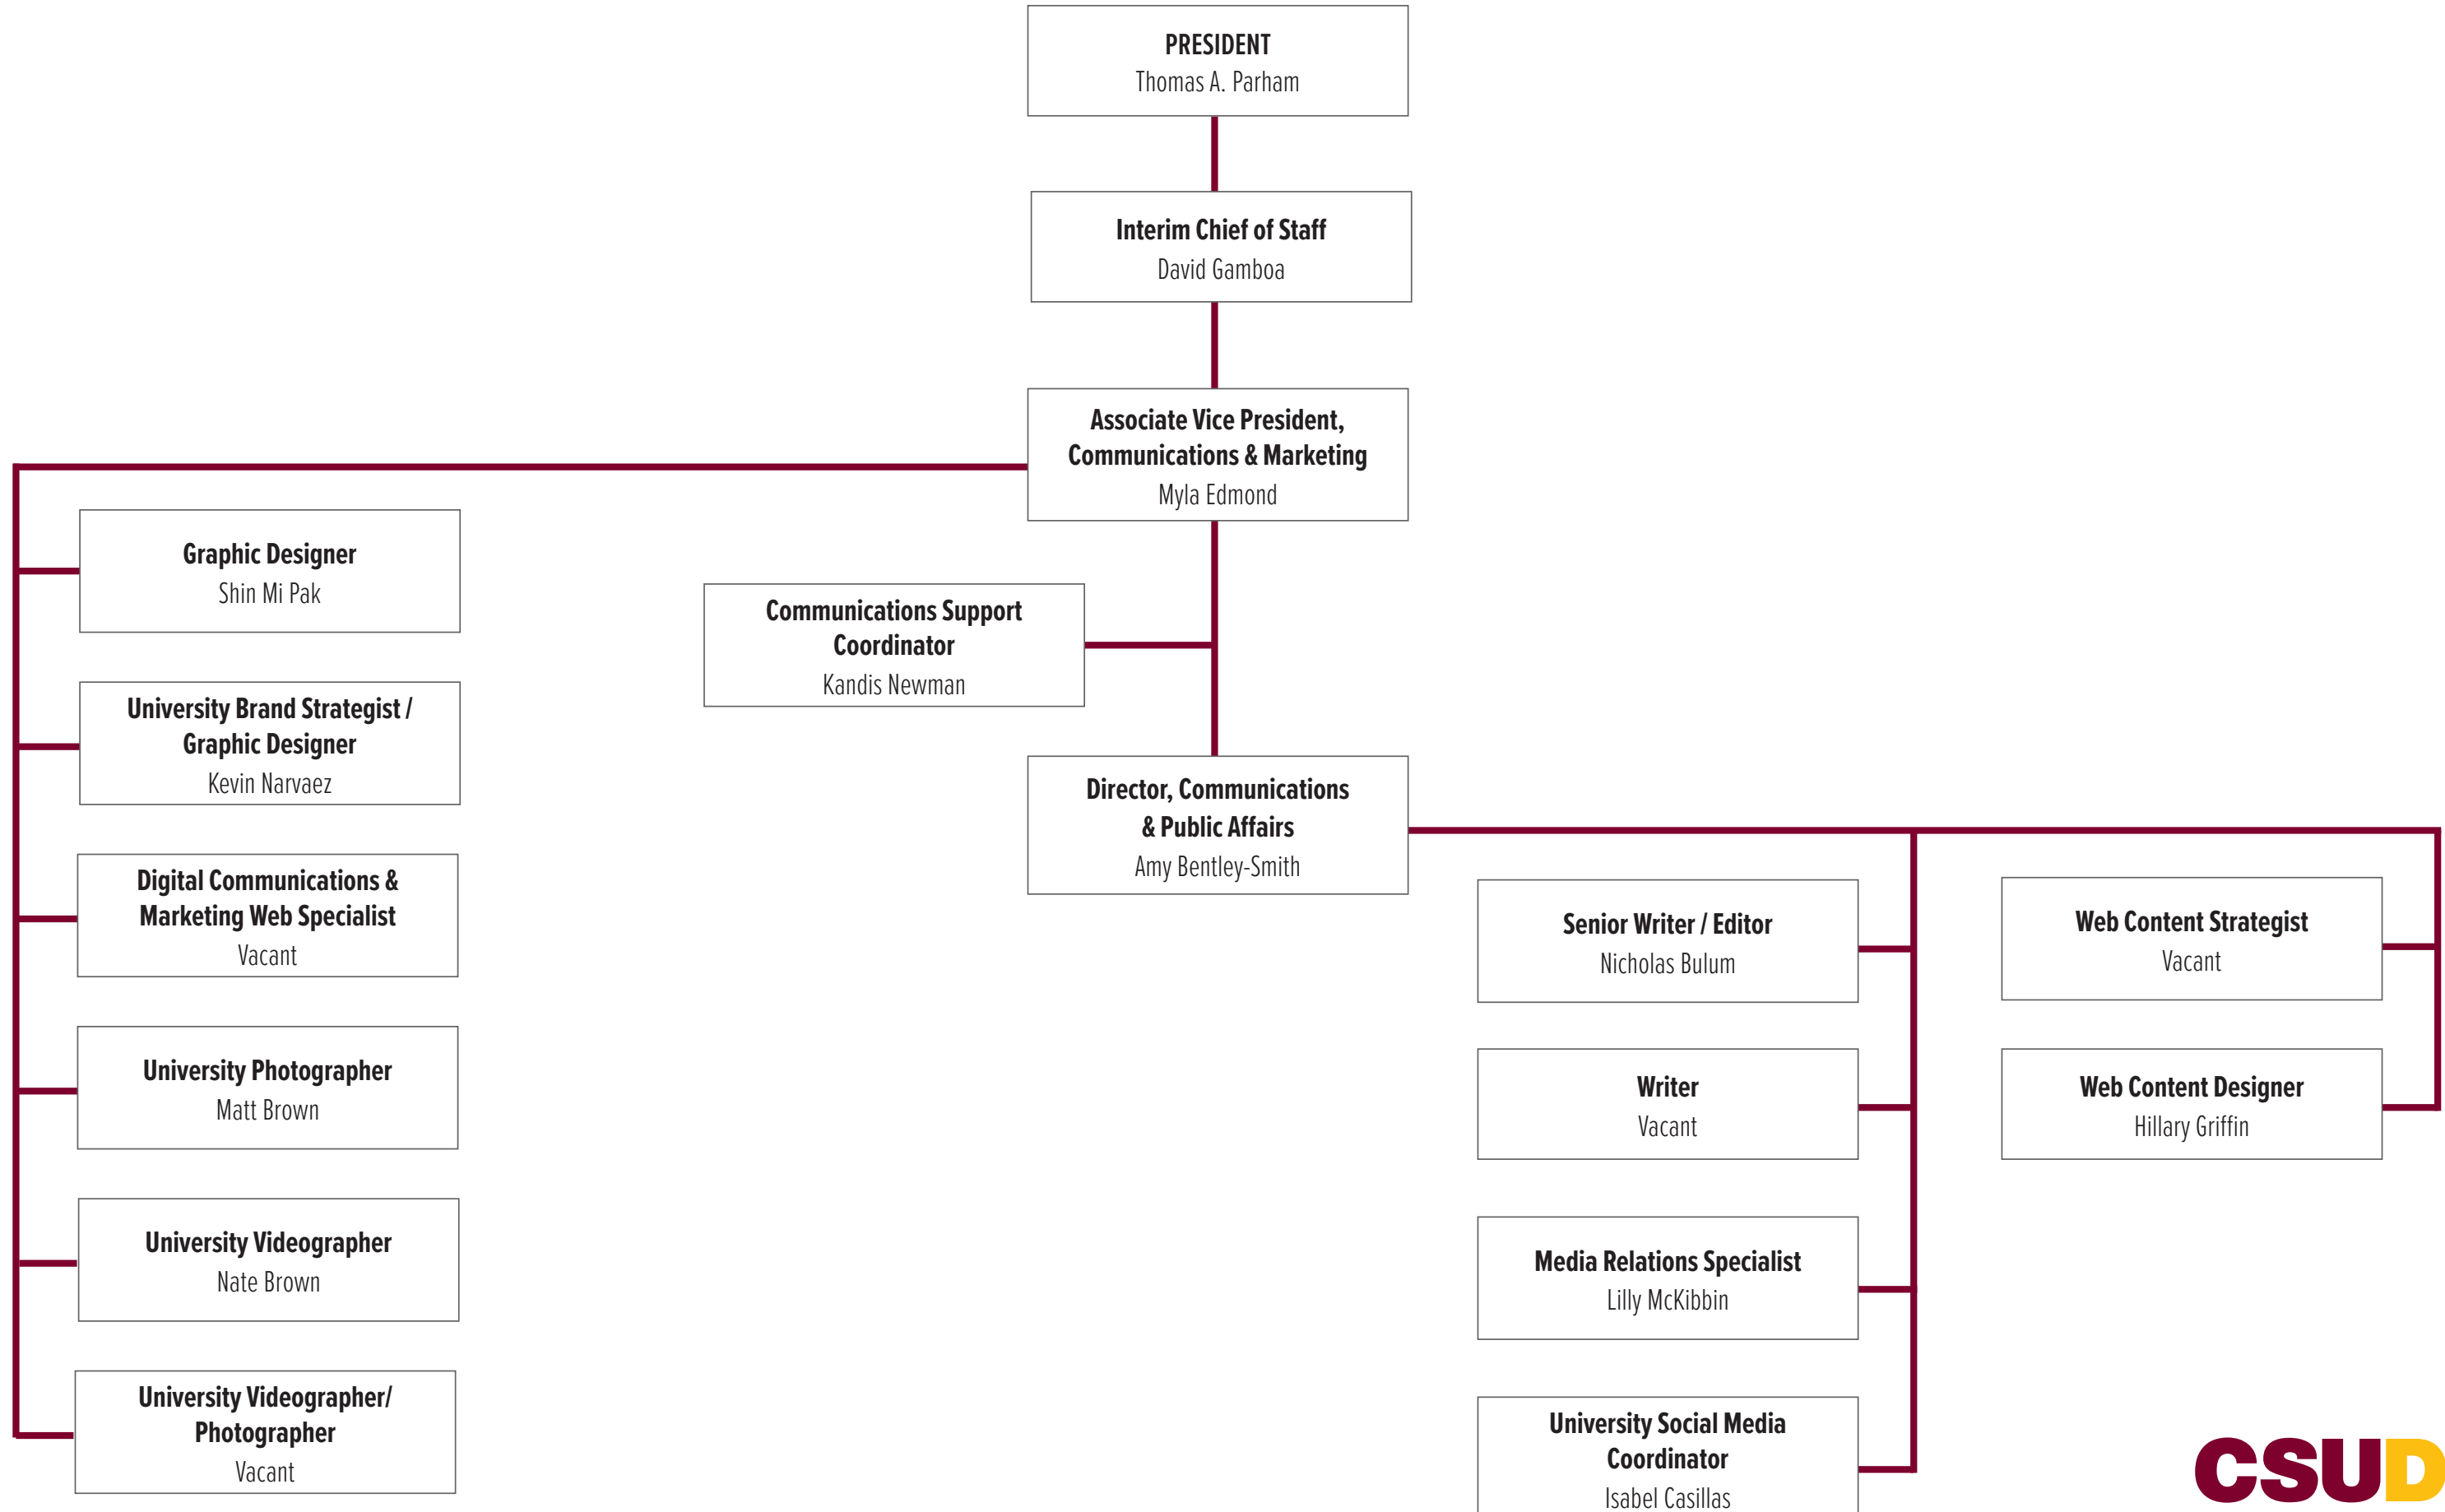 PRESIDENT
Thomas A. Parham
Interim Chief of Staff
David Gamboa
Associate Vice President,
Communications & Marketing
Myla Edmond
Graphic Designer
Shin Mi Pak
University Brand Strategist /
Graphic Designer
Kevin Narvaez
Digital Communications &
Marketing Web Specialist
Vacant
University Photographer
Matt Brown
University Videographer
Nate Brown
University Videographer/
Photographer
Vacant
Communications Support
Coordinator
Kandis Newman
Director, Communications
& Public Affairs
Amy Bentley-Smith
Senior Writer / Editor
Nicholas Bulum
Writer
Vacant
Media Relations Specialist
Lilly McKibbin
University Social Media
Coordinator
Isabel Casillas
Web Content Strategist
Vacant
Web Content Designer
Hillary Griffin
CSUD